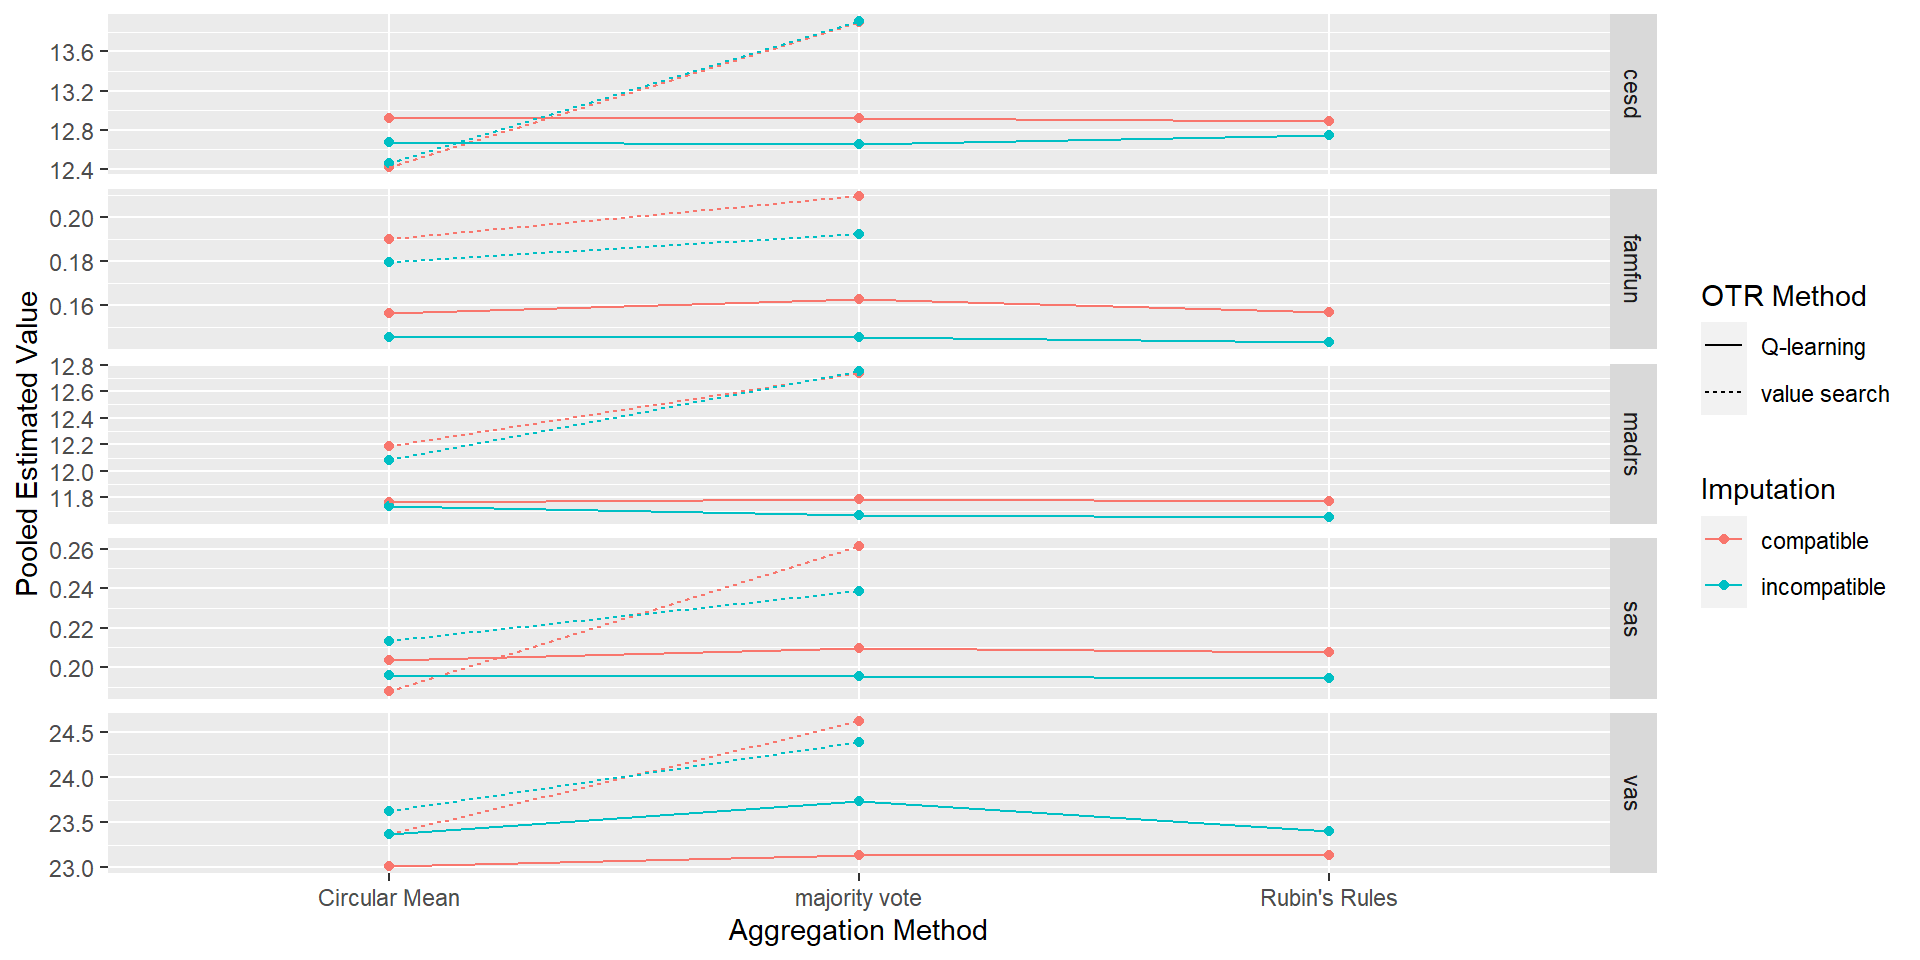 Pooled Estimated Value
13.6
13.2
12.8
12.4
cesd
0.20
0.18
0.16
famfun
12.8
12.6
12.4
12.2
12.0
11.8
madrs
0.26
0.24
0.22
0.20
sas
24.5
24.0
23.5
23.0
vas
Circular Mean majority vote Rubin's Rules
Aggregation Method
OTR Method
Q-learning
value search
Imputation
compatible
incompatible